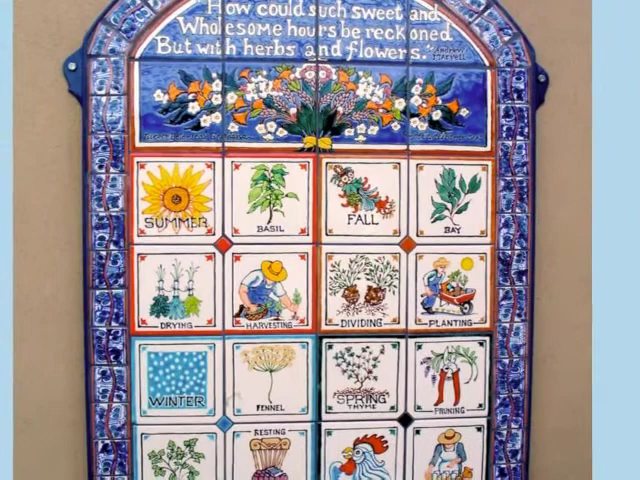 How could such sweet and
Wholesome hours be reckoned
But with herbs and flowers."
Andrew
Marvell
SUMMER
BASIL
FALL
BAY
DRYING
HARVESTING
DIVIDING
PLANTING
WINTER
FENNEL
SPRING
THYME
PRUNING
RESTING